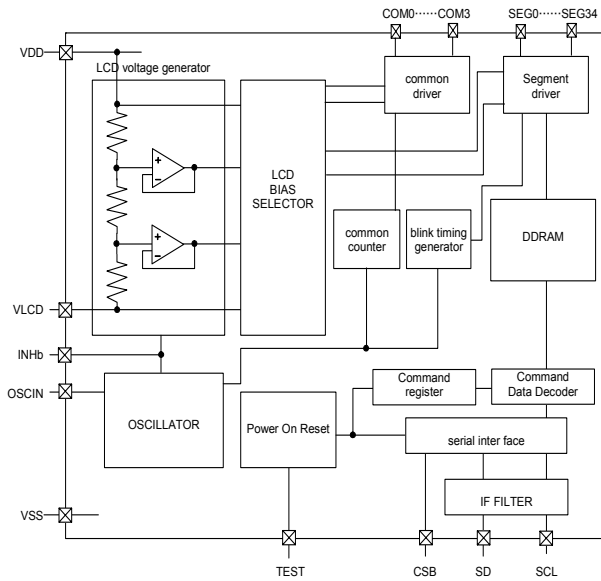 COM0⋯⋯COM3
SEG0⋯⋯SEG34
VDD
LCD voltage generator
common
driver
Segment
driver
LCD
BIAS
SELECTOR
common
counter
blink timing
generator
DDRAM
VLCD
INHb
OSCIN
OSCILLATOR
Power On Reset
Command
register
Command
Data Decoder
serial inter face
IF FILTER
VSS
TEST
CSB
SD
SCL